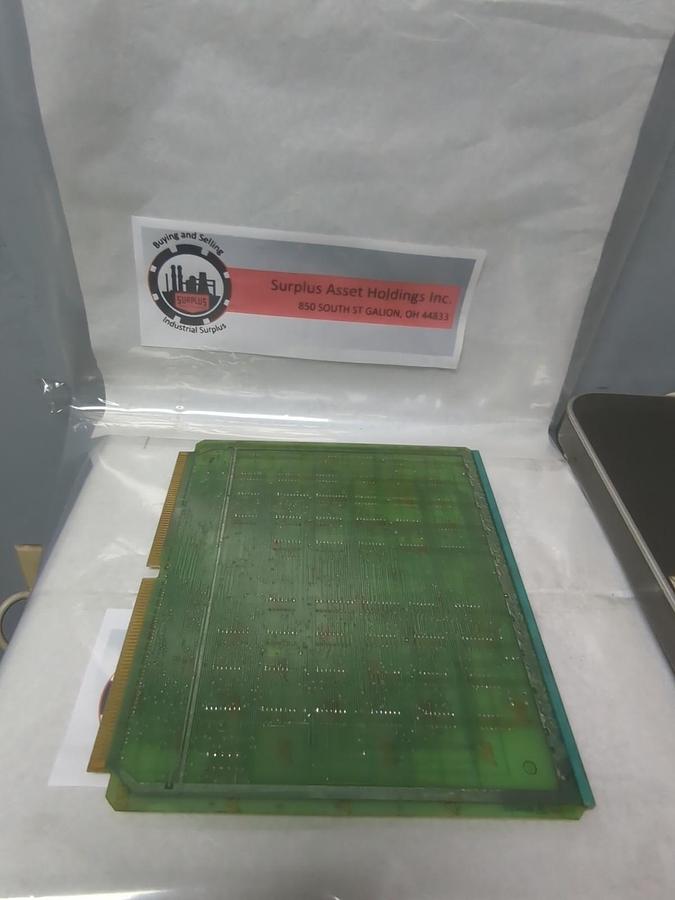 Buying and Selling
SURPLUS
Industrial Surplus
Surplus Asset Holdings Inc.
850 SOUTH ST GALION, OH 44833